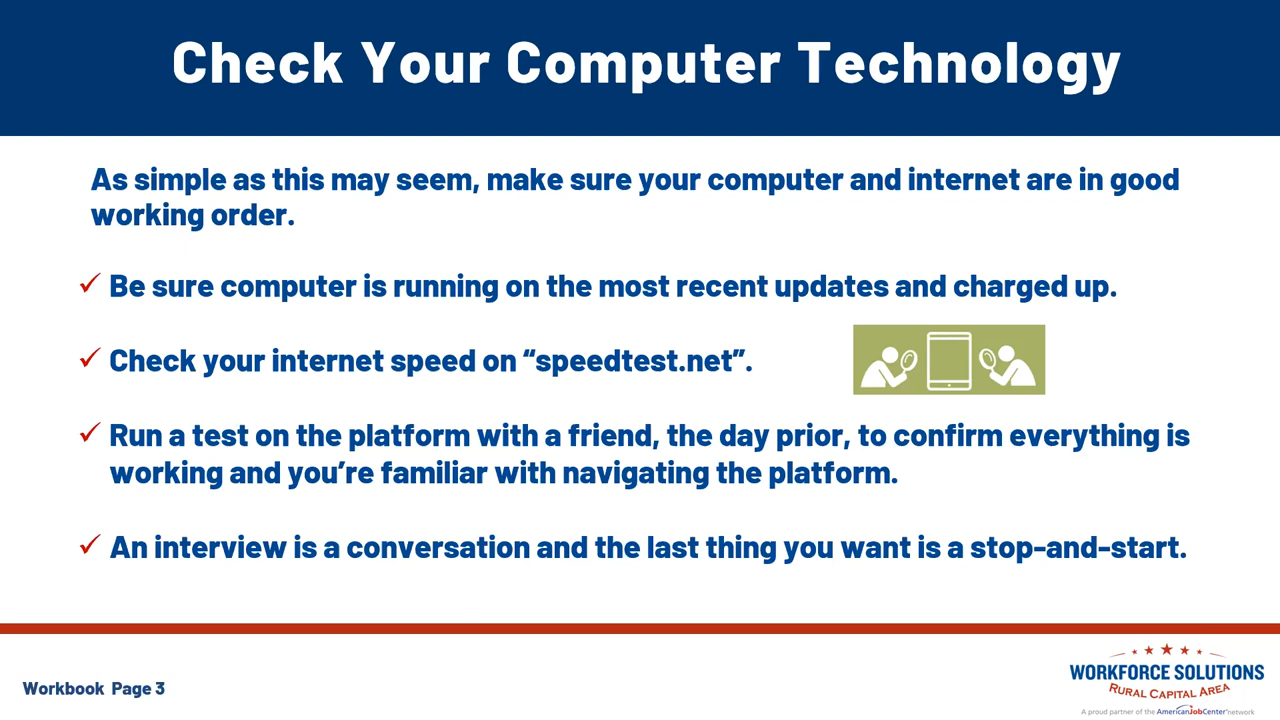 Check Your Computer Technology
As simple as this may seem, make sure your computer and internet are in good
working order.
✓ Be sure computer is running on the most recent updates and charged up.
✓ Check your internet speed on “speedtest.net”.
✓ Run a test on the platform with a friend, the day prior, to confirm everything is
working and you’re familiar with navigating the platform.
✓ An interview is a conversation and the last thing you want is a stop-and-start.
Workbook Page 3
WORKFORCE SOLUTIONS
RURAL CAPITAL AREA
A proud partner of the AmericanJobCenter network